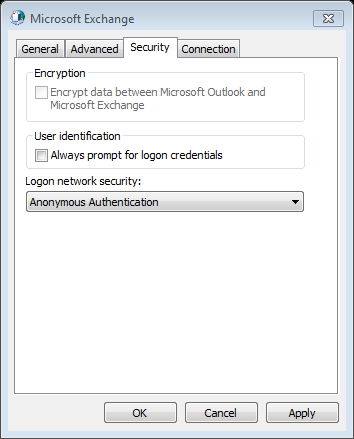 Microsoft Exchange
General Advanced Security Connection
Encryption
Encrypt data between Microsoft Outlook and
Microsoft Exchange
User identification
Always prompt for logon credentials
Logon network security:
Anonymous Authentication
OK Cancel Apply